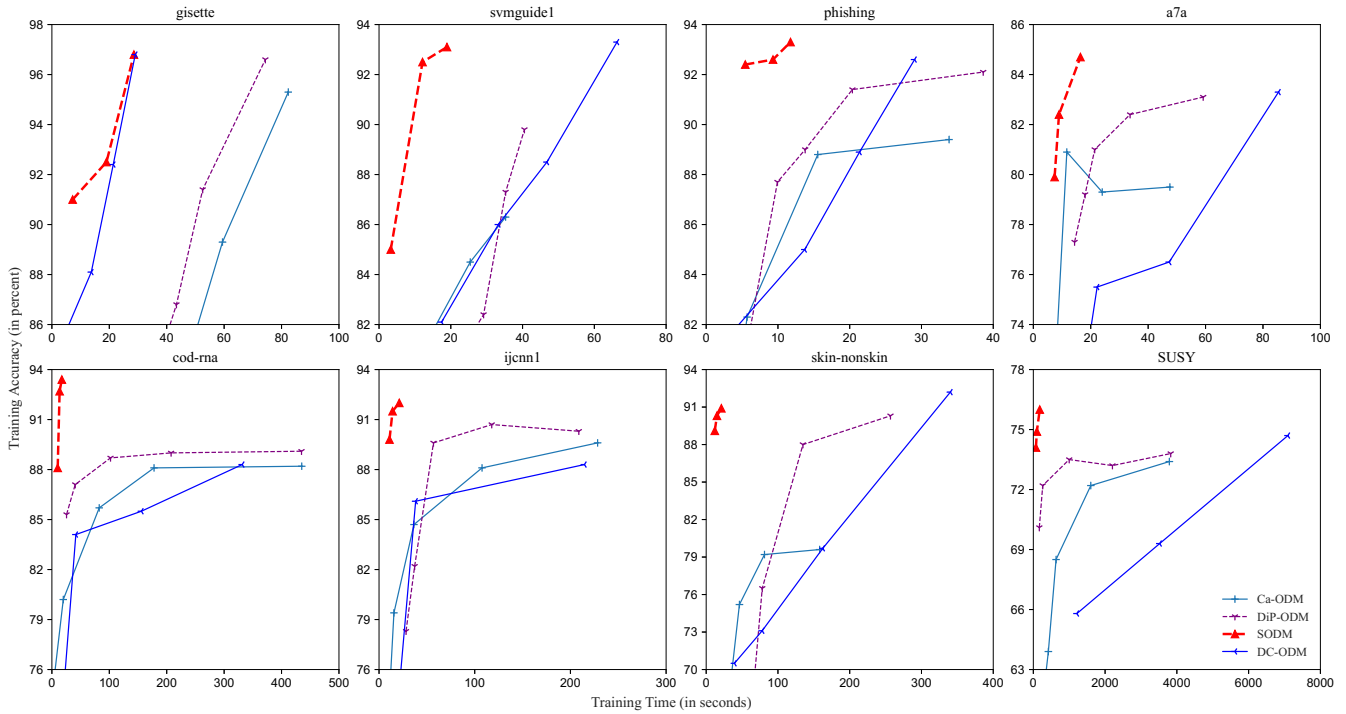 gisette
svmguide1
phishing
a7a
98
96
94
92
90
88
86
0 20 40 60 80 100
94
92
90
88
86
84
82
0 20 40 60 80
94
92
90
88
86
84
82
0 10 20 30 40
86
84
82
80
78
76
74
0 20 40 60 80 100
Training Accuracy (in percent)
cod-rna
ijcnn1
skin-nonskin
SUSY
94
91
88
85
82
79
76
0 100 200 300 400 500
94
91
88
85
82
79
76
0 100 200 300
94
91
88
85
82
79
76
73
70
0 100 200 300 400
78
75
72
69
66
63
0 2000 4000 6000 8000
Ca-ODM
DiP-ODM
SODM
DC-ODM
Training Time (in seconds)